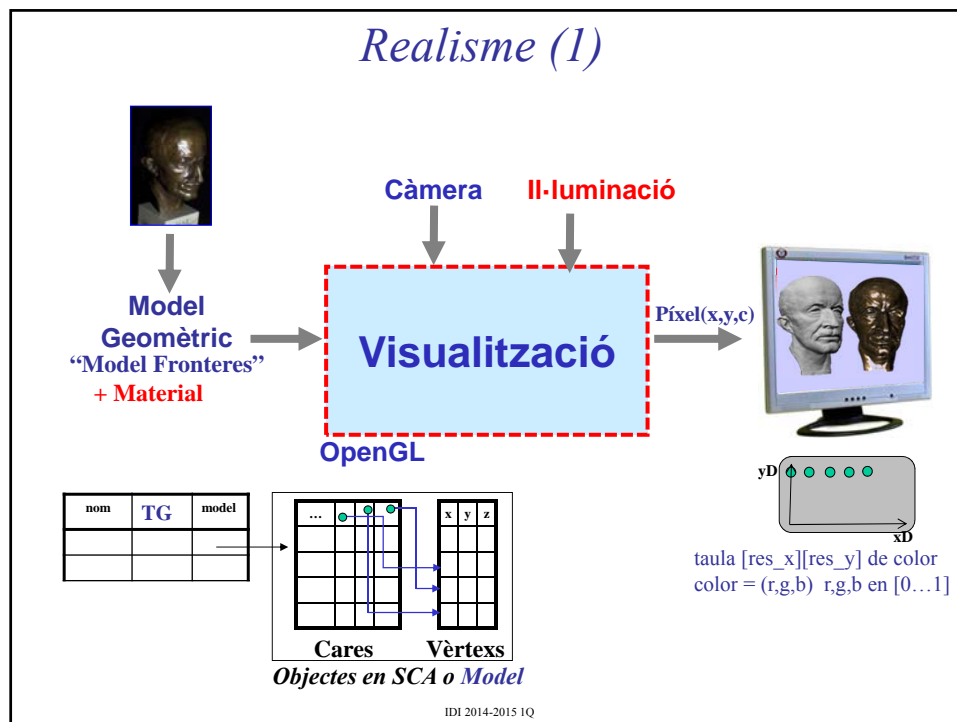 Realisme (1)
Càmera
Il·luminació
Model
Geomètric
“Model Fronteres”
+ Material
Visualització
Píxel(x,y,c)
OpenGL
yD
xD
nom TG model
... x y z
taula [res_x][res_y] de color
color = (r,g,b) r,g,b en [0…1]
Cares Vèrtexs
Objectes en SCA o Model
IDI 2014-2015 1Q